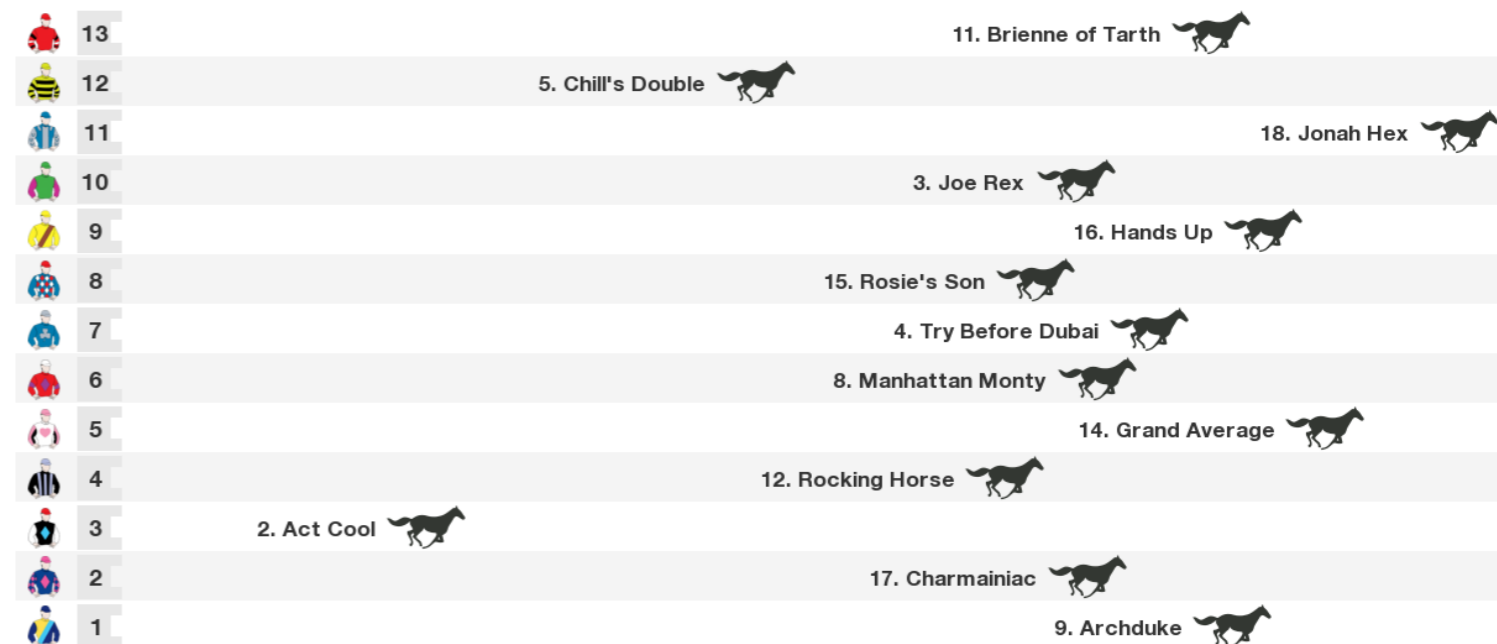 13 11. Brienne of Tarth
12 5. Chill's Double
11 18. Jonah Hex
10 3. Joe Rex
9 16. Hands Up
8 15. Rosie's Son
7 4. Try Before Dubai
6 8. Manhattan Monty
5 14. Grand Average
4 12. Rocking Horse
3 2. Act Cool
2 17. Charmainiac
1 9. Archduke